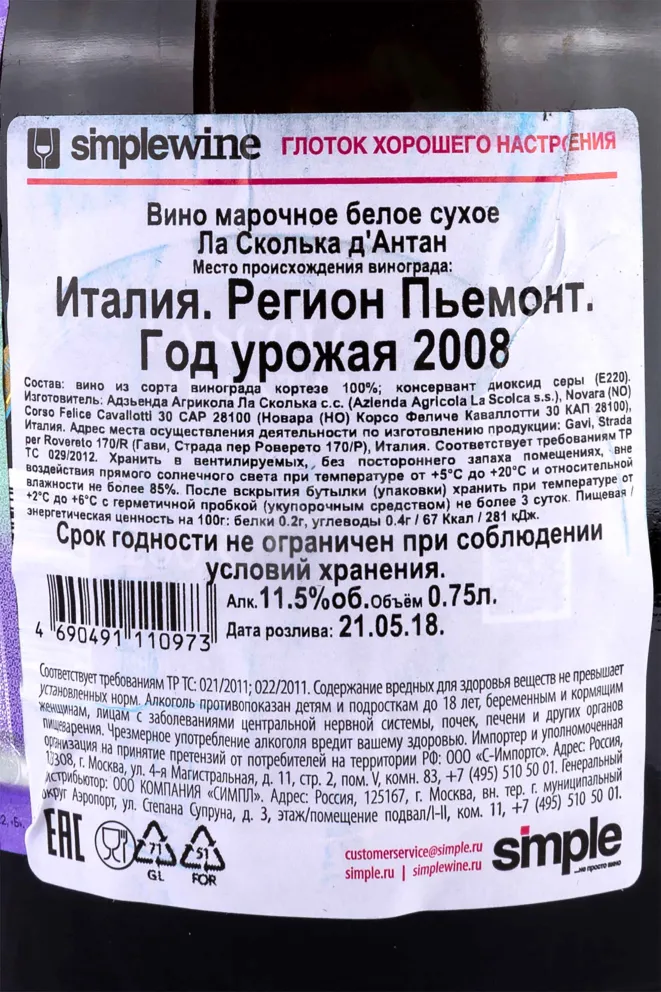 simplewine ГЛОТОК ХОРОШЕГО НАСТРОЕНИЯ
Вино марочное белое сухое
Ла Сколька д'Антан
Место происхождения винограда:
Италия. Регион Пьемонт.
Год урожая 2008
Состав: вино из сорта винограда кортезе 100%; консервант диоксид серы (Е220).
Изготовитель: Адзьенда Агрикола Ла Сколька с.с. (Azienda Agricola La Scolca s.s.), Novara (NO)
Corso Felice Cavallotti 30 CAP 28100 (Новара (НО) Корсо Феличе Каваллотти 30 КАП 28100),
Италия. Адрес места осуществления деятельности по изготовлению продукции: Gavi, Strada
per Rovereto 170/R (Гави, Страда пер Роверето 170/Р), Италия. Соответствует требованиям ТР
ТС 029/2012. Хранить в вентилируемых, без постороннего запаха помещениях, вне
воздействия прямого солнечного света при температуре от +5°С до +20°С и относительной
влажности не более 85%. После вскрытия бутылки (упаковки) хранить при температуре от
+2°С до +6°С с герметичной пробкой (укупорочным средством) не более 3 суток. Пищевая /
энергетическая ценность на 100г: белки 0.2г, углеводы 0.4г / 67 Ккал / 281 кДж.
Срок годности не ограничен при соблюдении
условий хранения.
Алк. 11.5%об. Объём 0.75л.
4 690491 110973
Дата розлива: 21.05.18.
Соответствует требованиям ТР ТС: 021/2011; 022/2011. Содержание вредных для здоровья веществ не превышает
установленных норм. Алкоголь противопоказан детям и подросткам до 18 лет, беременным и кормящим
женщинам, лицам с заболеваниями центральной нервной системы, почек, печени и других органов
пищеварения. Чрезмерное употребление алкоголя вредит вашему здоровью. Импортер и уполномоченная
организация на принятие претензий от потребителей на территории РФ: ООО «С-Импортс». Адрес: Россия,
123308, г. Москва, ул. 4-я Магистральная, д. 11, стр. 2, пом. V, комн. 83, +7 (495) 510 50 01. Генеральный
дистрибьютор: ООО КОМПАНИЯ «СИМПЛ». Адрес: Россия, 125167, г. Москва, вн. тер. г. муниципальный
округ Аэропорт, ул. Степана Супруна, д. 3, этаж/помещение подвал/I-II, ком. 11, +7 (495) 510 50 01.
EAC
71
GL
51
FOR
customerservice@simple.ru
simple.ru | simplewine.ru
simple
...не просто вино